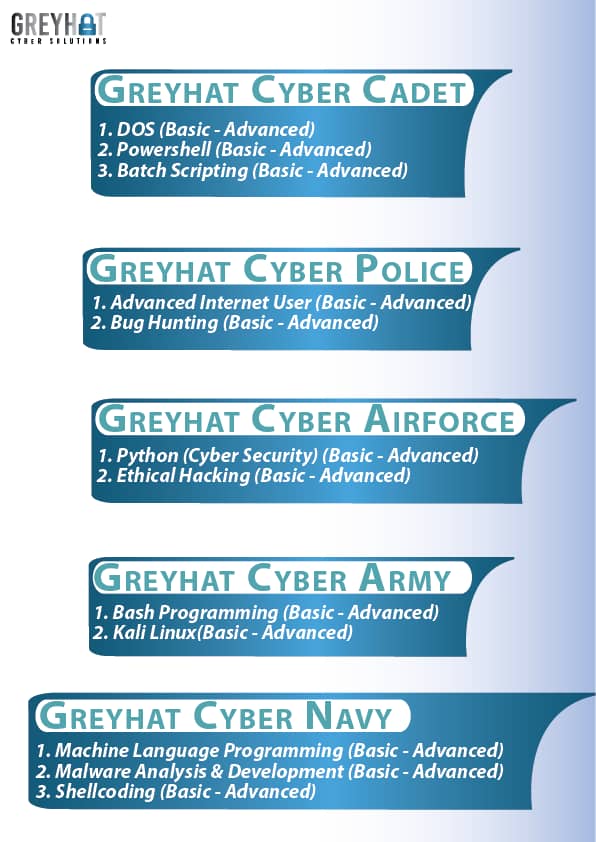 GREYHAT
CYBER SOLUTIONS
GREYHAT CYBER CADET
1. DOS (Basic - Advanced)
2. Powershell (Basic - Advanced)
3. Batch Scripting (Basic - Advanced)
GREYHAT CYBER POLICE
1. Advanced Internet User (Basic - Advanced)
2. Bug Hunting (Basic - Advanced)
GREYHAT CYBER AIRFORCE
1. Python (Cyber Security) (Basic - Advanced)
2. Ethical Hacking (Basic - Advanced)
GREYHAT CYBER ARMY
1. Bash Programming (Basic - Advanced)
2. Kali Linux(Basic - Advanced)
GREYHAT CYBER NAVY
1. Machine Language Programming (Basic - Advanced)
2. Malware Analysis & Development (Basic - Advanced)
3. Shellcoding (Basic - Advanced)